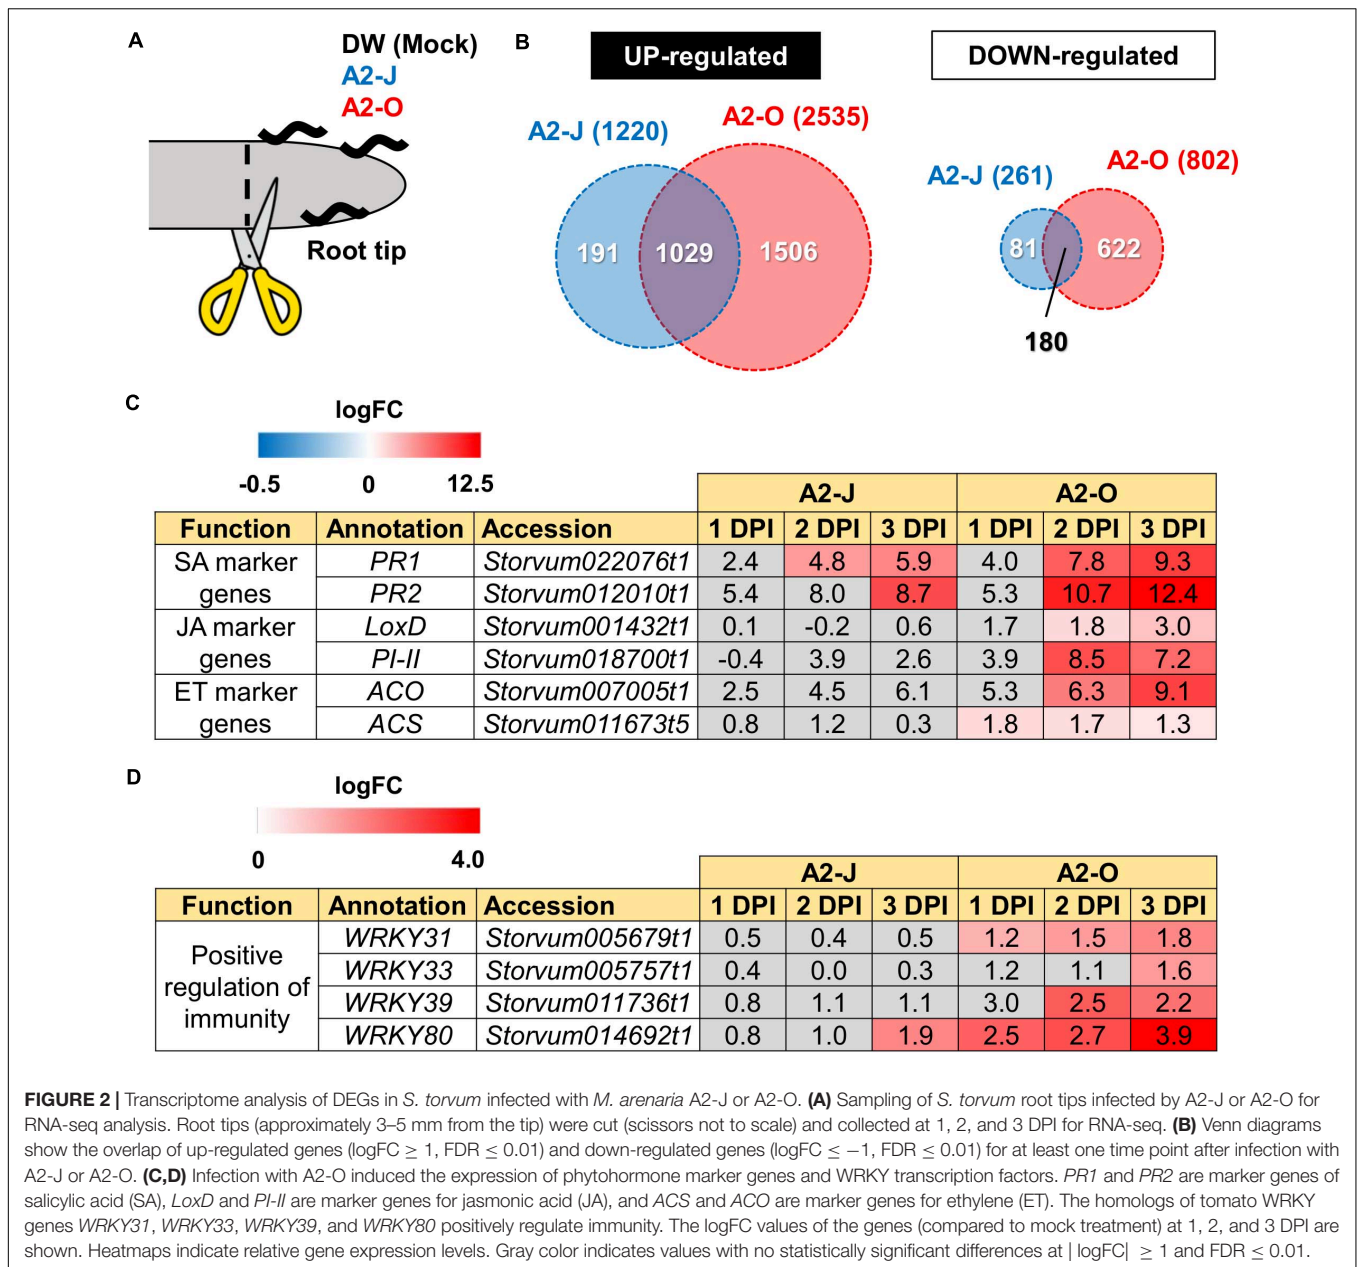 A
DW (Mock)
A2-J
A2-O
Root tip
B
UP-regulated
DOWN-regulated
A2-J (1220)
A2-O (2535)
191
1029
1506
A2-J (261)
A2-O (802)
81
622
180
C
logFC
-0.5 0 12.5
A2-J A2-O
Function Annotation Accession 1 DPI 2 DPI 3 DPI 1 DPI 2 DPI 3 DPI
SA marker genes PR1 Storvum022076t1 2.4 4.8 5.9 4.0 7.8 9.3
PR2 Storvum012010t1 5.4 8.0 8.7 5.3 10.7 12.4
JA marker genes LoxD Storvum001432t1 0.1 -0.2 0.6 1.7 1.8 3.0
PI-II Storvum018700t1 -0.4 3.9 2.6 3.9 8.5 7.2
ET marker genes ACO Storvum007005t1 2.5 4.5 6.1 5.3 6.3 9.1
ACS Storvum011673t5 0.8 1.2 0.3 1.8 1.7 1.3
D
logFC
0 4.0
A2-J A2-O
Function Annotation Accession 1 DPI 2 DPI 3 DPI 1 DPI 2 DPI 3 DPI
Positive regulation of immunity WRKY31 Storvum005679t1 0.5 0.4 0.5 1.2 1.5 1.8
WRKY33 Storvum005757t1 0.4 0.0 0.3 1.2 1.1 1.6
WRKY39 Storvum011736t1 0.8 1.1 1.1 3.0 2.5 2.2
WRKY80 Storvum014692t1 0.8 1.0 1.9 2.5 2.7 3.9
FIGURE 2 | Transcriptome analysis of DEGs in S. torvum infected with M. arenaria A2-J or A2-O. (A) Sampling of S. torvum root tips infected by A2-J or A2-O for
RNA-seq analysis. Root tips (approximately 3–5 mm from the tip) were cut (scissors not to scale) and collected at 1, 2, and 3 DPI for RNA-seq. (B) Venn diagrams
show the overlap of up-regulated genes (logFC ≥ 1, FDR ≤ 0.01) and down-regulated genes (logFC ≤ −1, FDR ≤ 0.01) for at least one time point after infection with
A2-J or A2-O. (C,D) Infection with A2-O induced the expression of phytohormone marker genes and WRKY transcription factors. PR1 and PR2 are marker genes of
salicylic acid (SA), LoxD and PI-II are marker genes for jasmonic acid (JA), and ACS and ACO are marker genes for ethylene (ET). The homologs of tomato WRKY
genes WRKY31, WRKY33, WRKY39, and WRKY80 positively regulate immunity. The logFC values of the genes (compared to mock treatment) at 1, 2, and 3 DPI are
shown. Heatmaps indicate relative gene expression levels. Gray color indicates values with no statistically significant differences at | logFC| ≥ 1 and FDR ≤ 0.01.